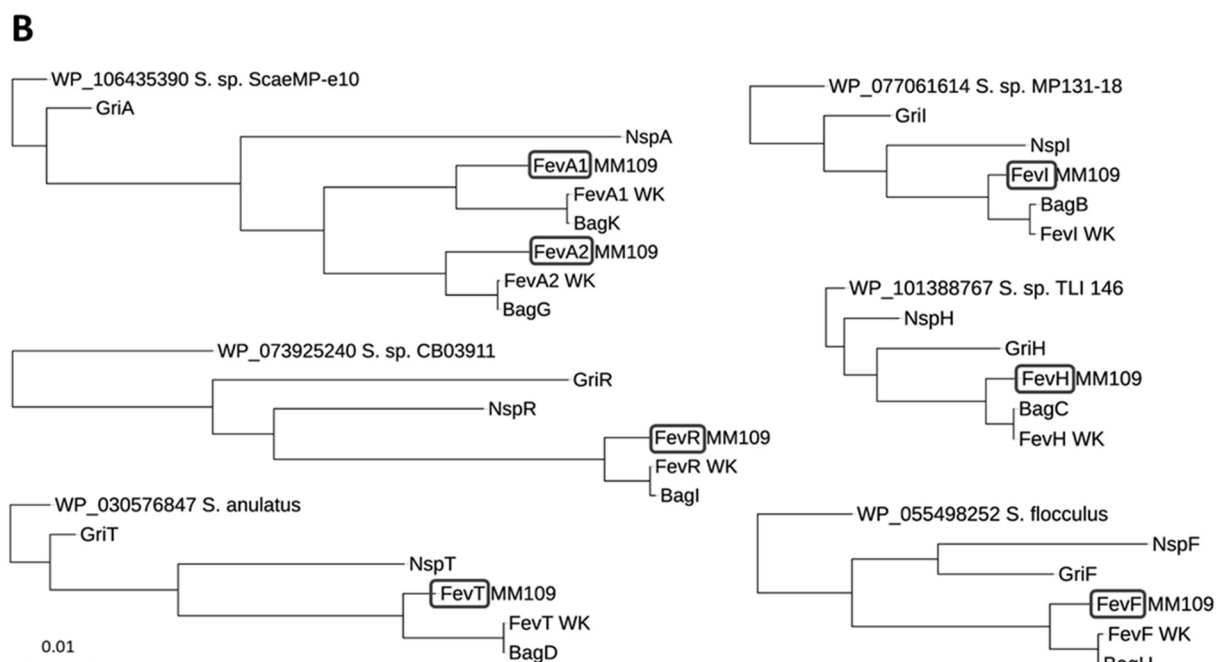 B
WP_106435390 S. sp. ScaeMP-e10
GriA
NspA
FevA1 MM109
FevA1 WK
BagK
FevA2 MM109
FevA2 WK
BagG
WP_073925240 S. sp. CB03911
GriR
NspR
FevR MM109
FevR WK
BagI
WP_030576847 S. anulatus
GriT
NspT
FevT MM109
FevT WK
BagD
0.01
WP_077061614 S. sp. MP131-18
GriI
NspI
FevI MM109
BagB
FevI WK
WP_101388767 S. sp. TLI 146
NspH
GriH
FevH MM109
BagC
FevH WK
WP_055498252 S. flocculus
NspF
GriF
FevF MM109
FevF WK